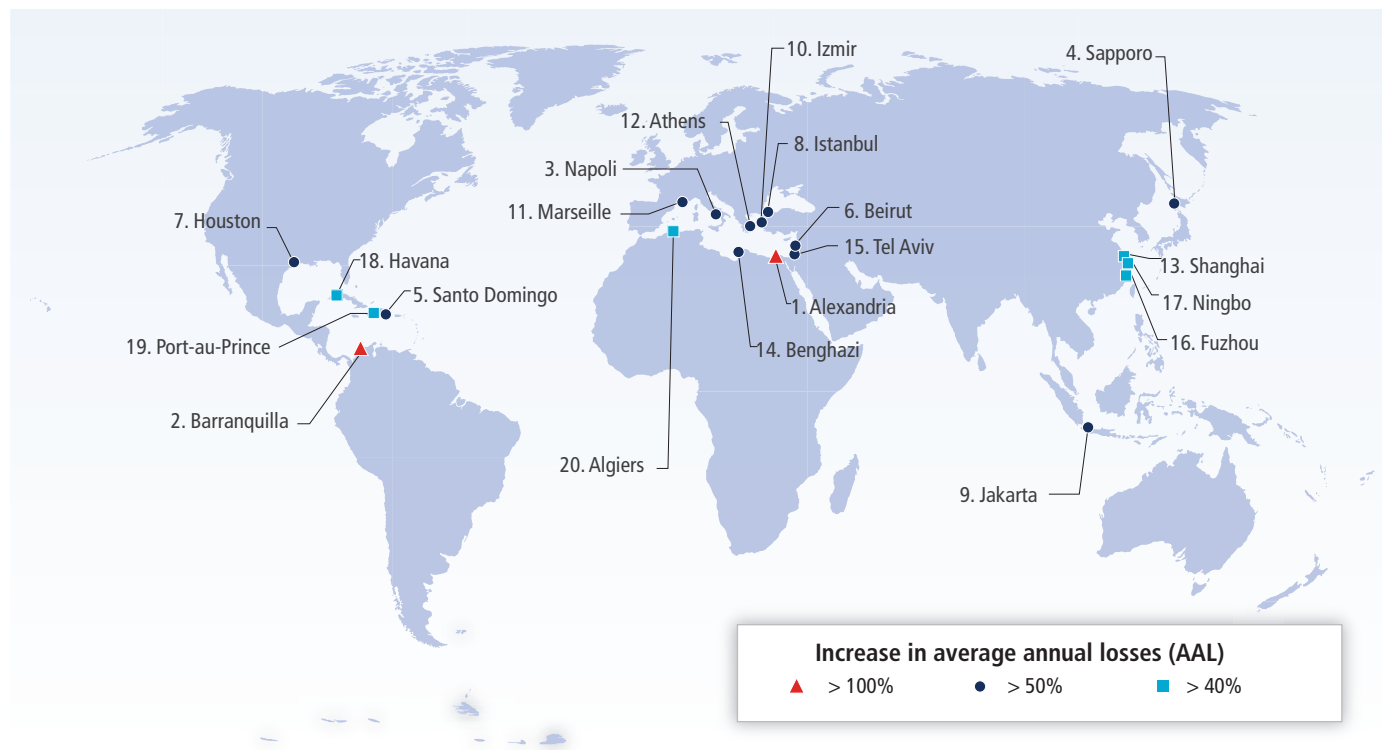 10. Izmir
4. Sapporo
12. Athens
8. Istanbul
3. Napoli
11. Marseille
6. Beirut
7. Houston
15. Tel Aviv
18. Havana
13. Shanghai
5. Santo Domingo
17. Ningbo
1. Alexandria
19. Port-au-Prince
14. Benghazi
16. Fuzhou
2. Barranquilla
20. Algiers
9. Jakarta
Increase in average annual losses (AAL)
> 100%
> 50%
> 40%